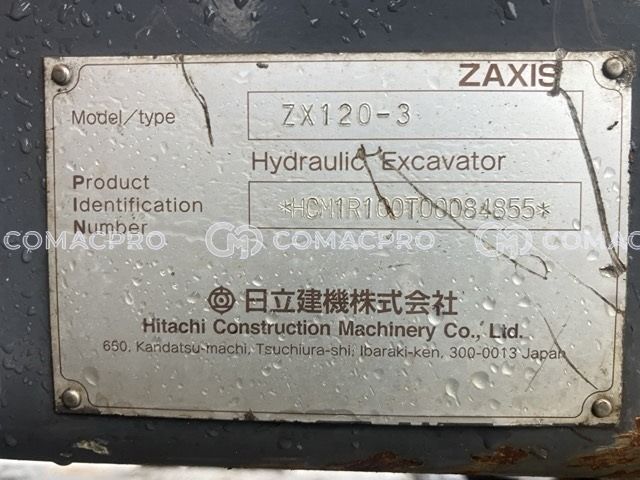 ZAXIS
Model/type ZX120-3
Hydraulic Excavator
Product
Identification
Number
*HCM1R100T00084855*
COMACPRO COMACPRO COMACPRO
日立建機株式会社
Hitachi Construction Machinery Co., Ltd.
650, Kandatsu-machi, Tsuchiura-shi, Ibaraki-ken, 300-0013 Japan